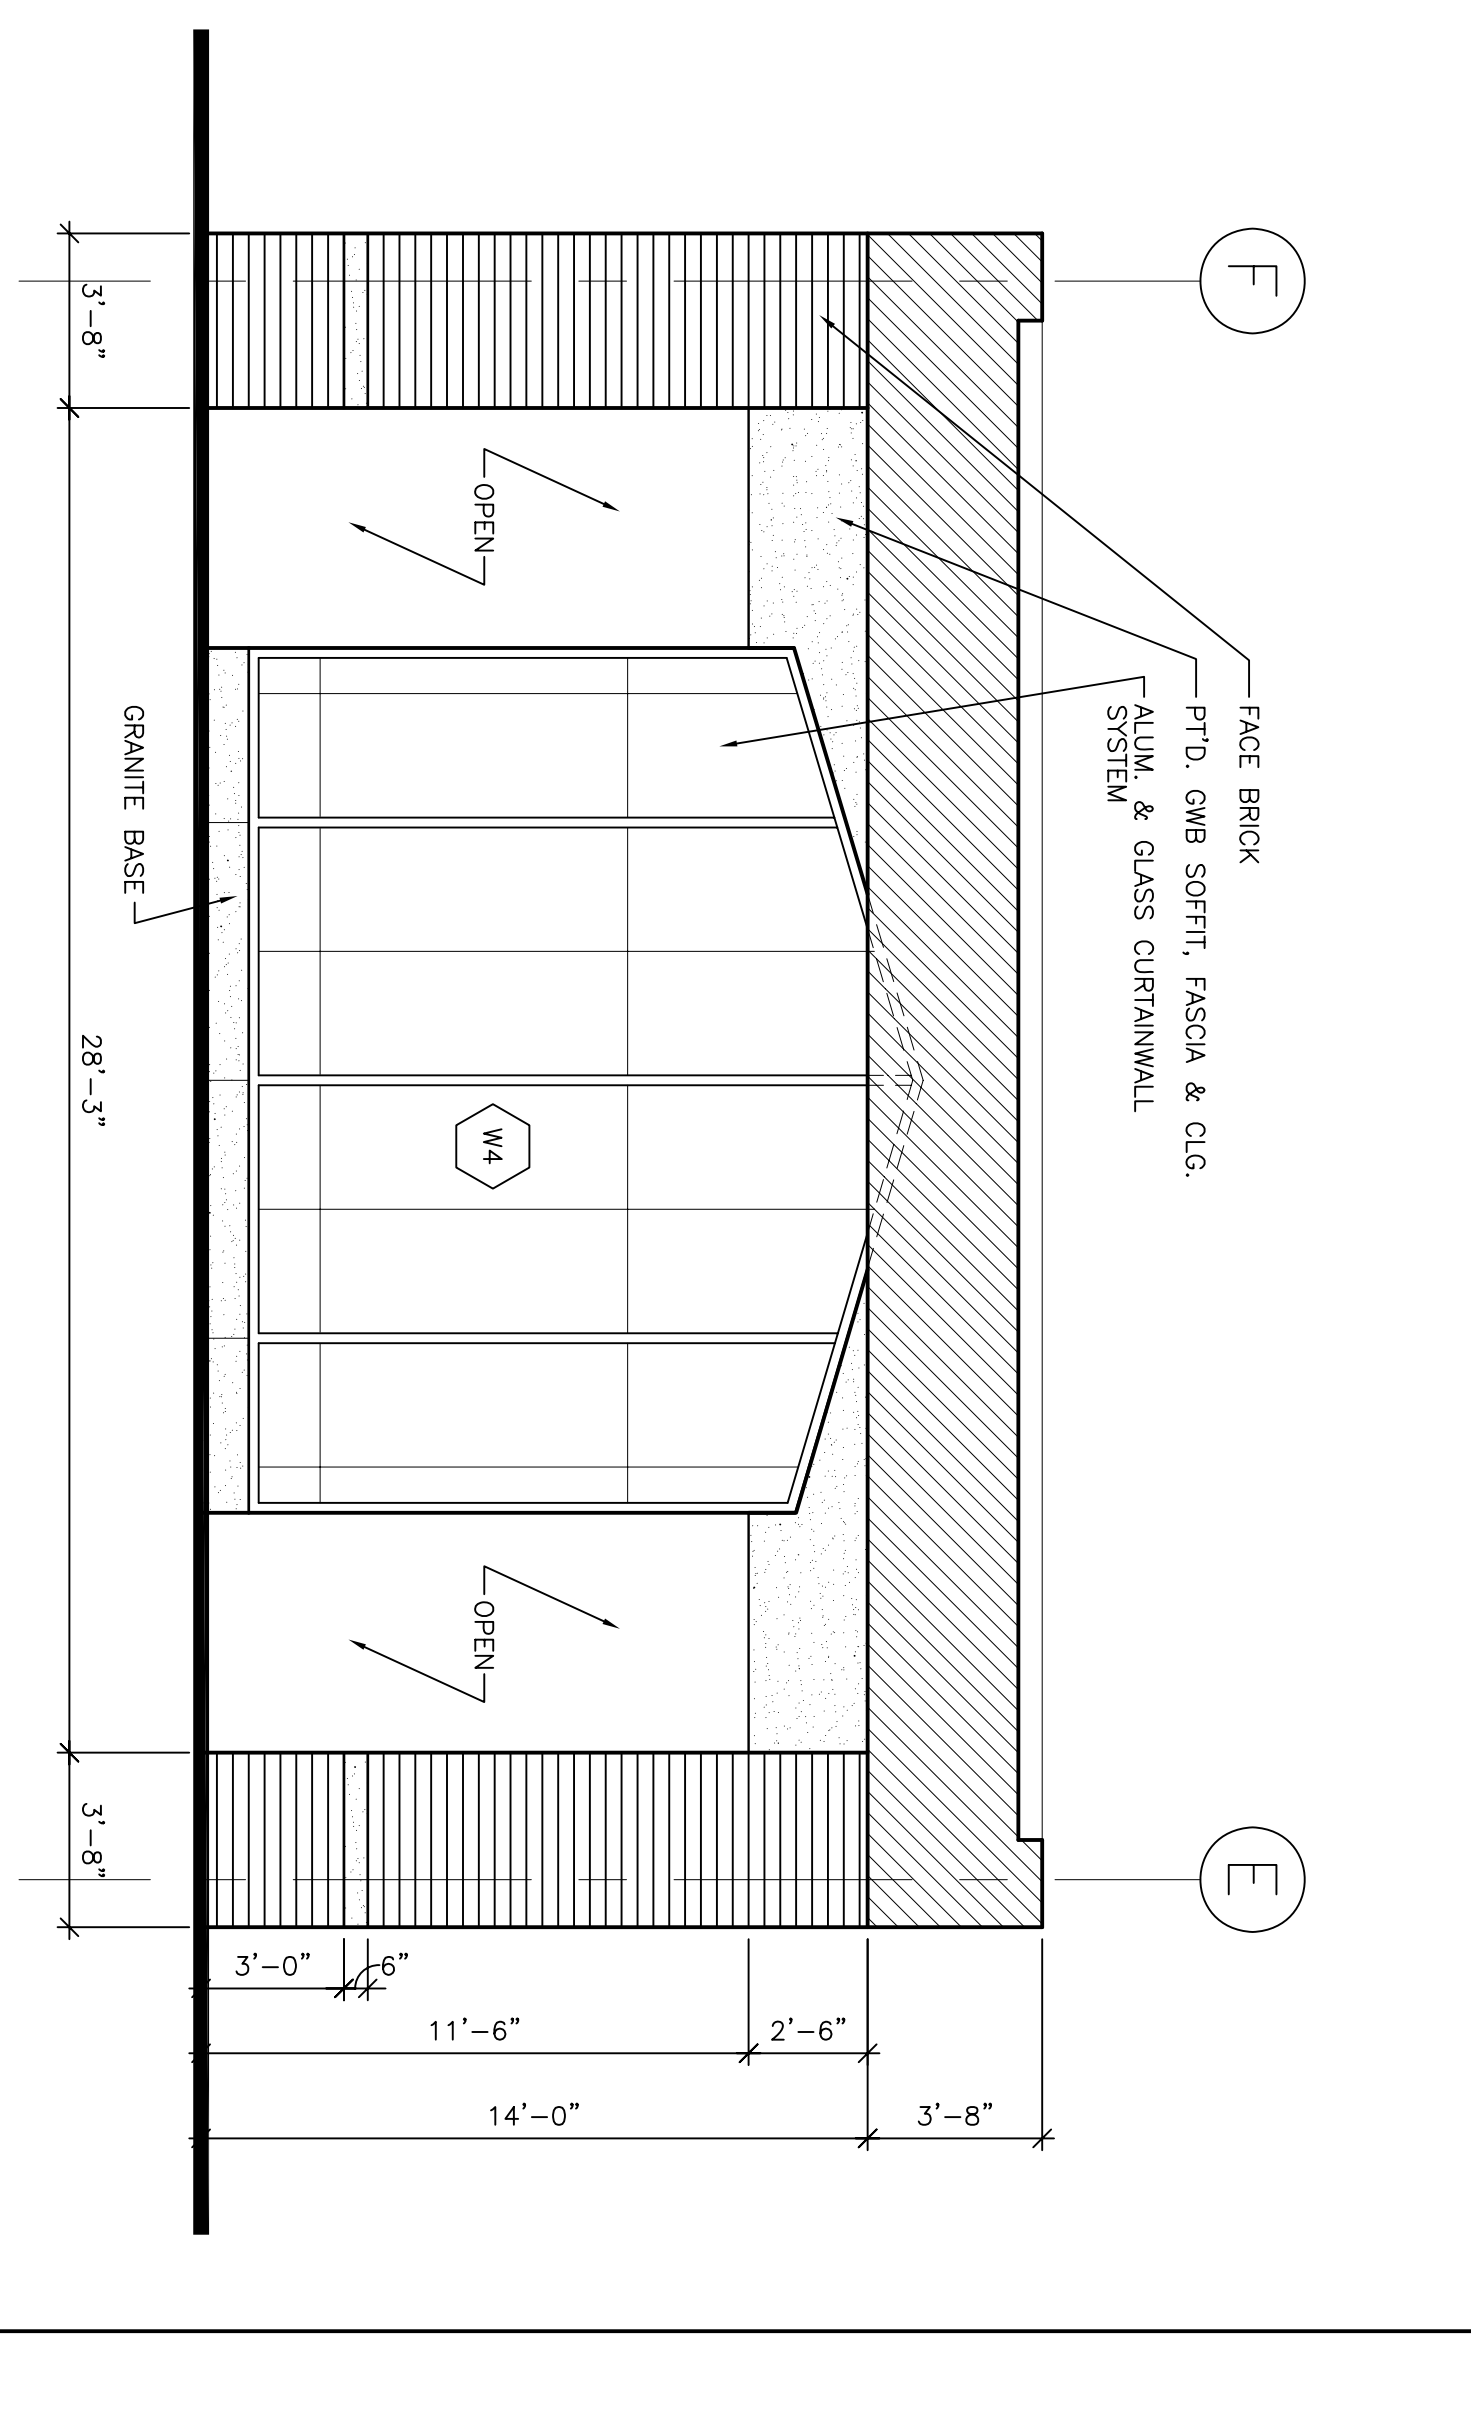 F
E
FACE BRICK
PT'D. GWB SOFFIT, FASCIA & CLG.
ALUM. & GLASS CURTAINWALL
SYSTEM
OPEN
W4
OPEN
GRANITE BASE
3'-8"
28'-3"
3'-8"
3'-8"
14'-0"
2'-6"
11'-6"
6"
3'-0"